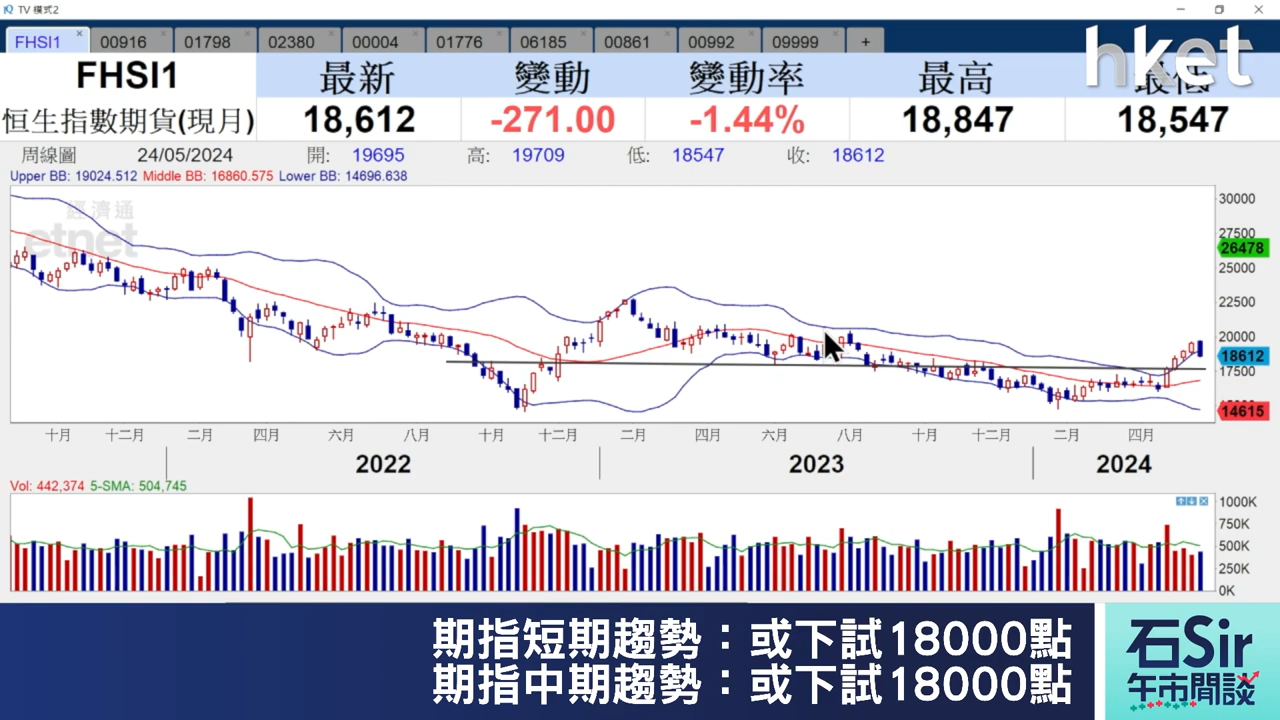 TV 模式2
FHSI1 00916 01798 02380 00004 01776 06185 00861 00992 09999 +
hket
FHSI1 最新 變動 變動率 最高 最低
恒生指數期貨(現月) 18,612 -271.00 -1.44% 18,847 18,547
周線圖 24/05/2024 開: 19695 高: 19709 低: 18547 收: 18612
Upper BB: 19024.512 Middle BB: 16860.575 Lower BB: 14696.638
經濟通
etnet
30000
27500
26478
25000
22500
20000
18612
17500
14615
十月 十二月 二月 四月 六月 八月 十月 十二月 二月 四月 六月 八月 十月 十二月 二月 四月
2022 2023 2024
Vol: 442,374 5-SMA: 504,745
1000K
750K
500K
250K
0K
期指短期趨勢：或下試18000點
期指中期趨勢：或下試18000點
石Sir
午市閒談